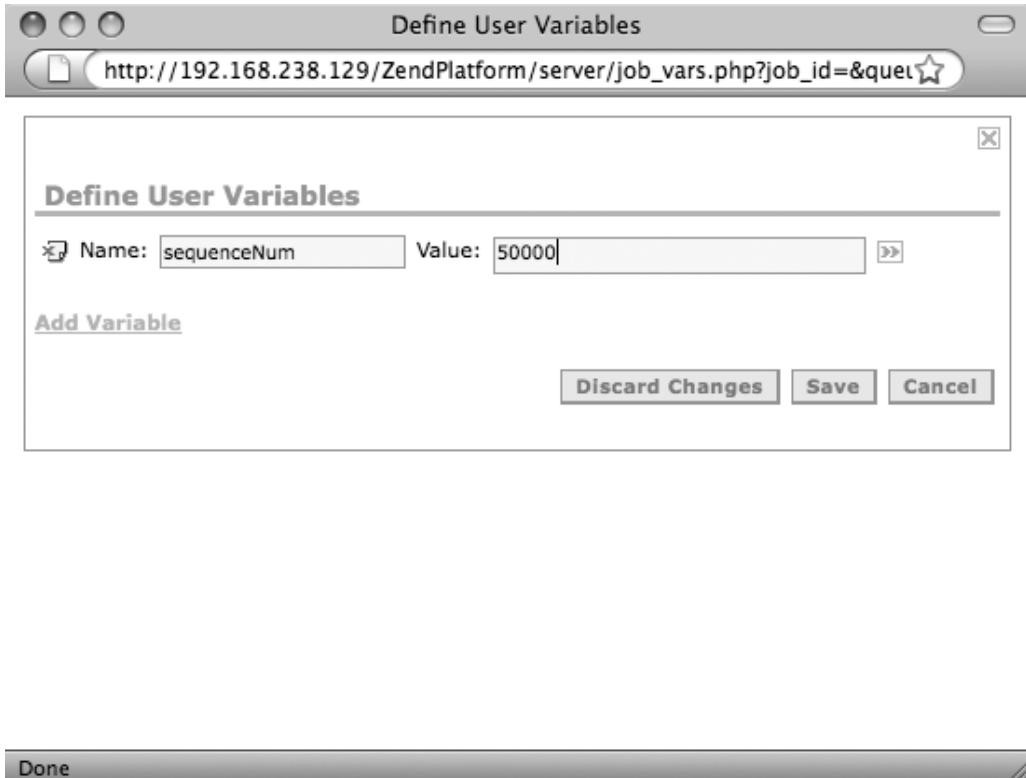 Define User Variables
http://192.168.238.129/ZendPlatform/server/job_vars.php?job_id=&que
Define User Variables
Name: sequenceNum Value: 50000
Add Variable
Discard Changes Save Cancel
Done